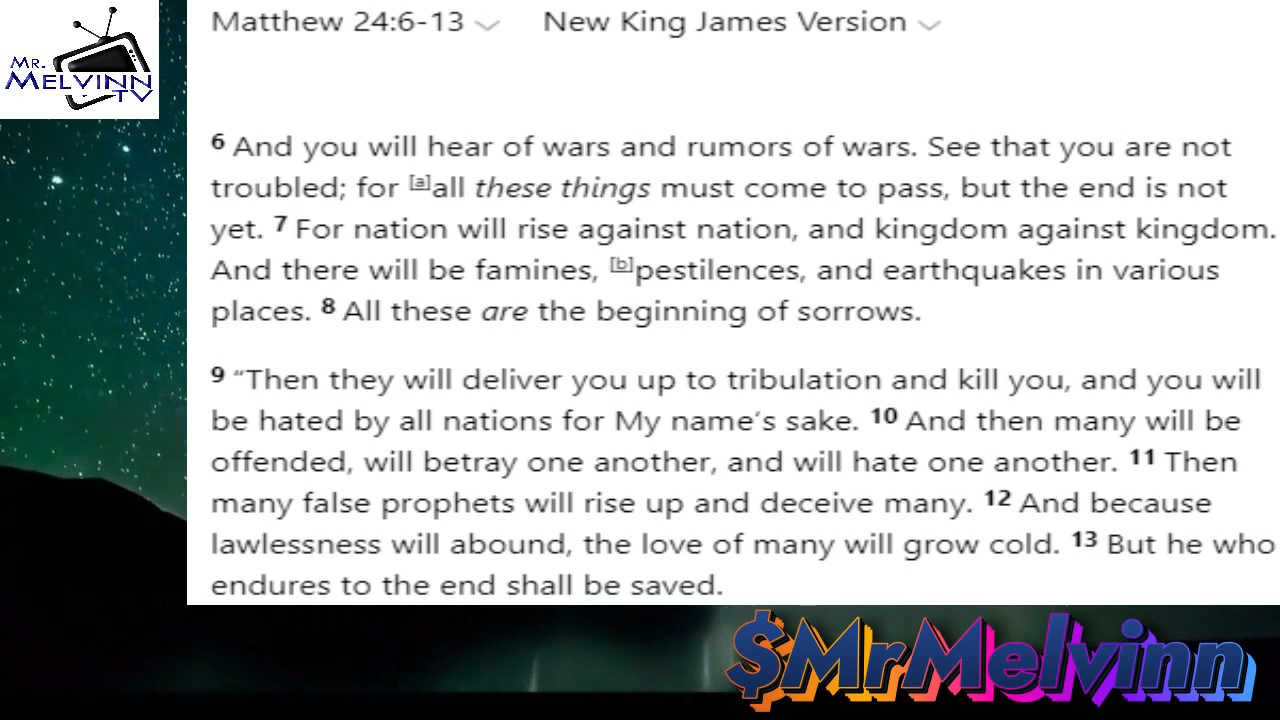 MR.
MELVINN
TV
Matthew 24:6-13 New King James Version
6 And you will hear of wars and rumors of wars. See that you are not
troubled; for [a]all these things must come to pass, but the end is not
yet. 7 For nation will rise against nation, and kingdom against kingdom.
And there will be famines, [b]pestilences, and earthquakes in various
places. 8 All these are the beginning of sorrows.
9 “Then they will deliver you up to tribulation and kill you, and you will
be hated by all nations for My name’s sake. 10 And then many will be
offended, will betray one another, and will hate one another. 11 Then
many false prophets will rise up and deceive many. 12 And because
lawlessness will abound, the love of many will grow cold. 13 But he who
endures to the end shall be saved.
$MrMelvinn